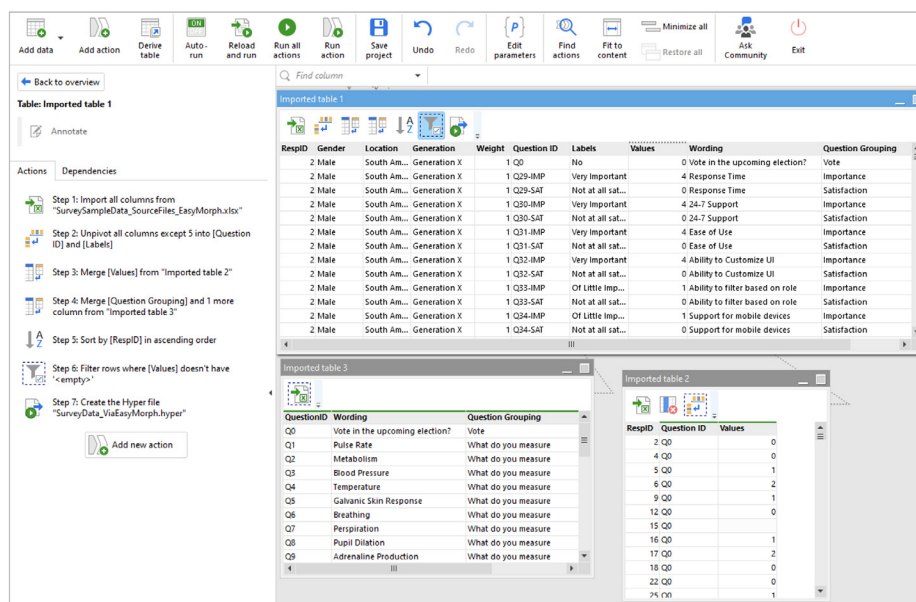 Add data
Add action
Derive
table
ON
Auto-
run
Reload
and run
Run all
actions
Run
action
Save
project
Undo
Redo
{P}
Edit
parameters
Find
actions
Fit to
content
Minimize all
Restore all
Ask
Community
Exit
Back to overview
Table: Imported table 1
Annotate
Actions Dependencies
Step 1: Import all columns from
"SurveySampleData_SourceFiles_EasyMorph.xlsx"
Step 2: Unpivot all columns except 5 into [Question
ID] and [Labels]
Step 3: Merge [Values] from "Imported table 2"
Step 4: Merge [Question Grouping] and 1 more
column from "Imported table 3"
Step 5: Sort by [RespID] in ascending order
Step 6: Filter rows where [Values] doesn't have
'<empty>'
Step 7: Create the Hyper file
"SurveyData_ViaEasyMorph.hyper"
Add new action
Find column
Imported table 1
RespID Gender Location Generation Weight Question ID Labels Values Wording Question Grouping
2 Male South Am... Generation X 1 Q0 No 0 Vote in the upcoming election? Vote
2 Male South Am... Generation X 1 Q29-IMP Very Important 4 Response Time Importance
2 Male South Am... Generation X 1 Q29-SAT Not at all sat... 0 Response Time Satisfaction
2 Male South Am... Generation X 1 Q30-IMP Very Important 4 24-7 Support Importance
2 Male South Am... Generation X 1 Q30-SAT Not at all sat... 0 24-7 Support Satisfaction
2 Male South Am... Generation X 1 Q31-IMP Very Important 4 Ease of Use Importance
2 Male South Am... Generation X 1 Q31-SAT Not at all sat... 0 Ease of Use Satisfaction
2 Male South Am... Generation X 1 Q32-IMP Very Important 4 Ability to Customize UI Importance
2 Male South Am... Generation X 1 Q32-SAT Not at all sat... 0 Ability to Customize UI Satisfaction
2 Male South Am... Generation X 1 Q33-IMP Of Little Imp... 1 Ability to filter based on role Importance
2 Male South Am... Generation X 1 Q33-SAT Not at all sat... 0 Ability to filter based on role Satisfaction
2 Male South Am... Generation X 1 Q34-IMP Of Little Imp... 1 Support for mobile devices Importance
2 Male South Am... Generation X 1 Q34-SAT Not at all sat... 0 Support for mobile devices Satisfaction
Imported table 3
QuestionID Wording Question Grouping
Q0 Vote in the upcoming election? Vote
Q1 Pulse Rate What do you measure
Q2 Metabolism What do you measure
Q3 Blood Pressure What do you measure
Q4 Temperature What do you measure
Q5 Galvanic Skin Response What do you measure
Q6 Breathing What do you measure
Q7 Perspiration What do you measure
Q8 Pupil Dilation What do you measure
Q9 Adrenaline Production What do you measure
Imported table 2
RespID Question ID Values
2 Q0 0
4 Q0 0
5 Q0 1
6 Q0 2
9 Q0 1
12 Q0 0
15 Q0
16 Q0 1
17 Q0 2
18 Q0 0
22 Q0 0
25 Q0 1